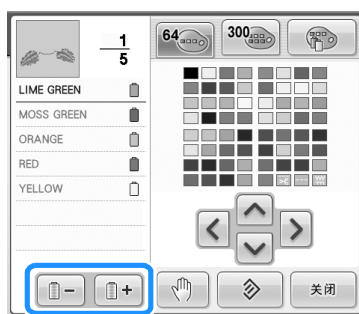 1
5
LIME GREEN
MOSS GREEN
ORANGE
RED
YELLOW
64
300
关闭